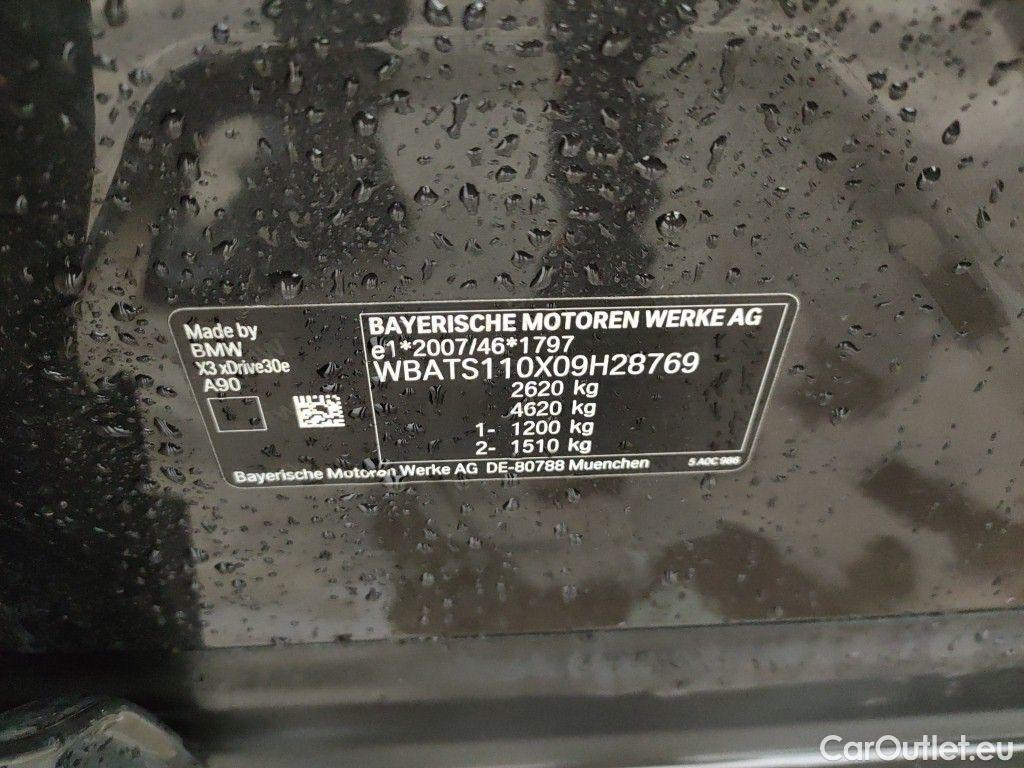 Made by
BMW
X3 xDrive30e
A90
BAYERISCHE MOTOREN WERKE AG
e1*2007/46*1797
WBATS110X09H28769
2620 kg
4620 kg
1- 1200 kg
2- 1510 kg
Bayerische Motoren Werke AG DE-80788 Muenchen
5 A0C 986
CarOutlet.eu